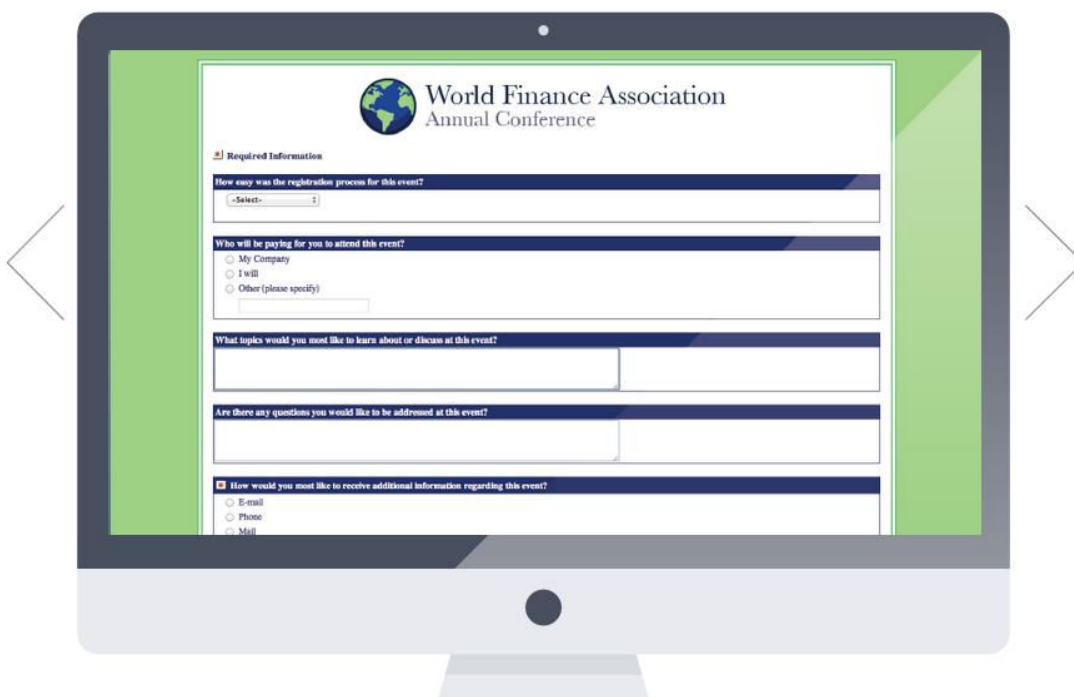 World Finance Association
Annual Conference
Required Information
How easy was the registration process for this event?
-Select-
Who will be paying for you to attend this event?
My Company
I will
Other (please specify)
What topics would you most like to learn about or discuss at this event?
Are there any questions you would like to be addressed at this event?
How would you most like to receive additional information regarding this event?
E-mail
Phone
Mail